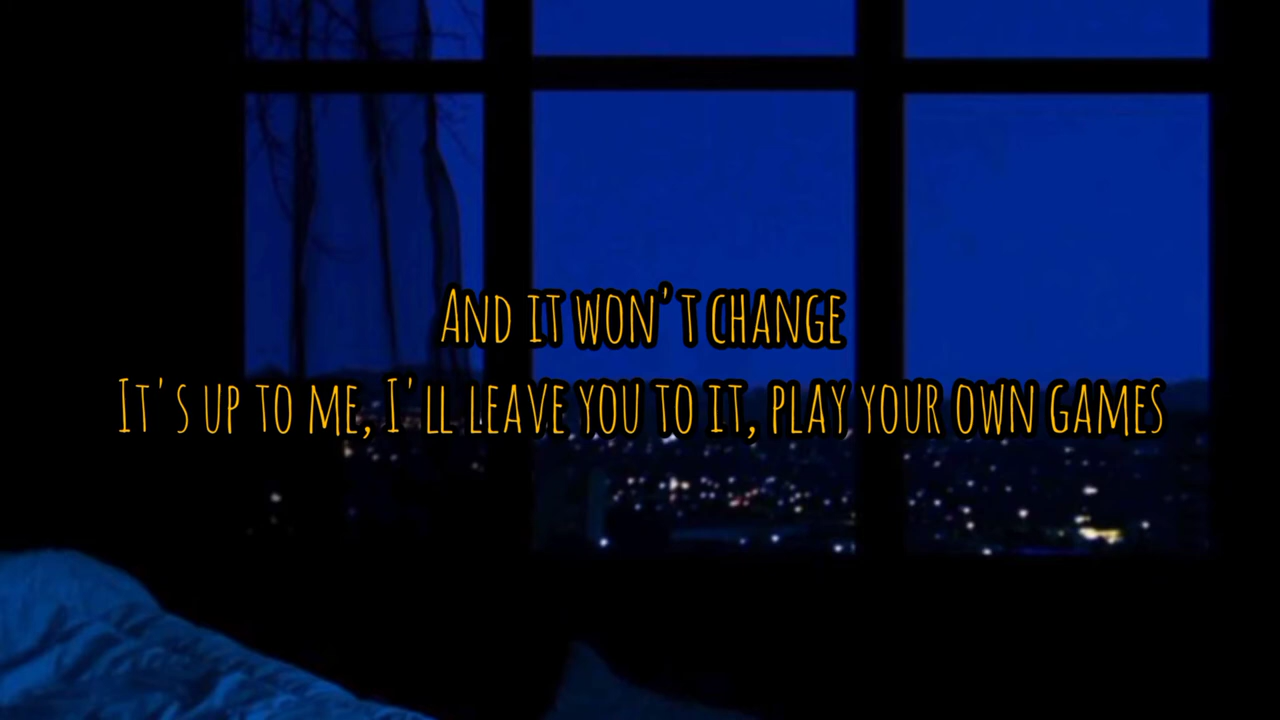 And it won't change
It's up to me, I'll leave you to it, play your own games